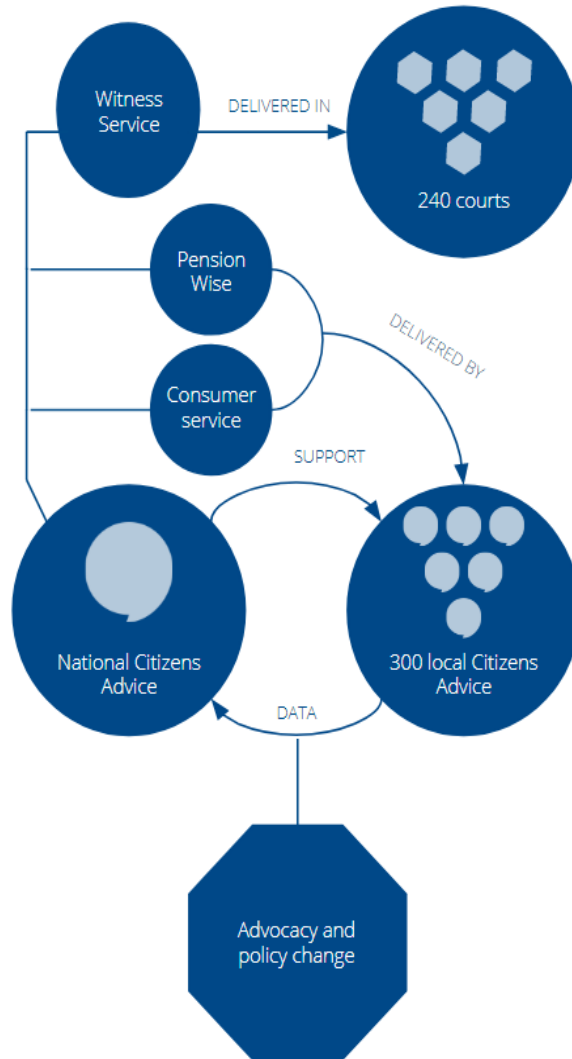 Witness
Service
DELIVERED IN
240 courts
Pension
Wise
DELIVERED BY
Consumer
service
SUPPORT
National Citizens
Advice
300 local Citizens
Advice
DATA
Advocacy and
policy change